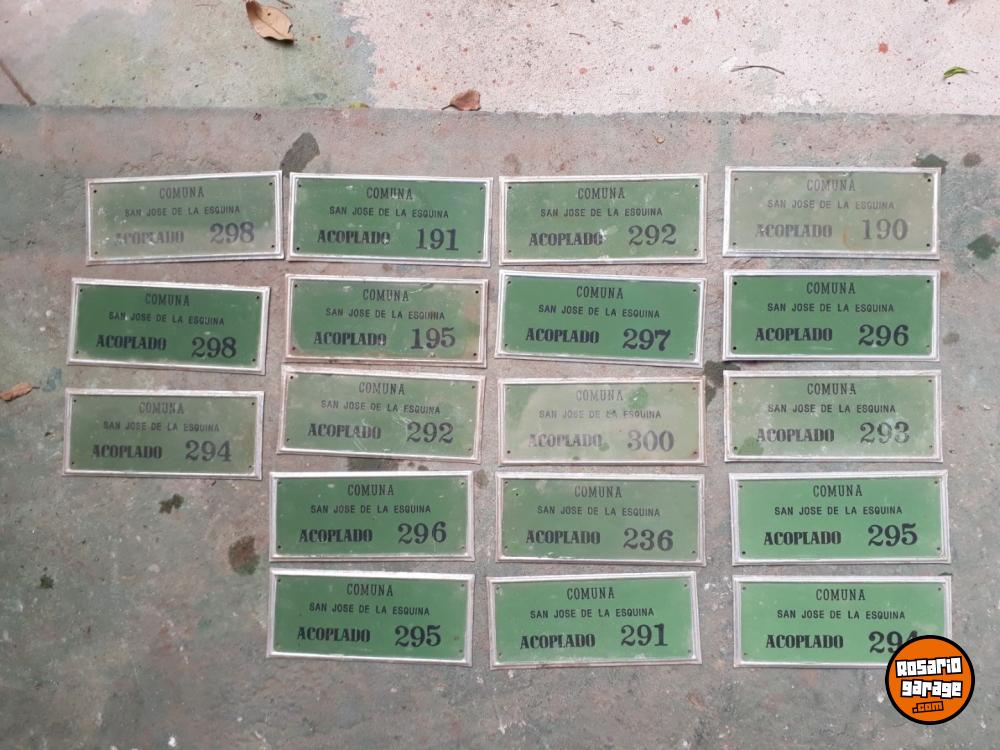 COMUNA
SAN JOSE DE LA ESQUINA
ACOPLADO 298
COMUNA
SAN JOSE DE LA ESQUINA
ACOPLADO 191
COMUNA
SAN JOSE DE LA ESQUINA
ACOPLADO 292
COMUNA
SAN JOSE DE LA ESQUINA
ACOPLADO 190
COMUNA
SAN JOSE DE LA ESQUINA
ACOPLADO 298
COMUNA
SAN JOSE DE LA ESQUINA
ACOPLADO 195
COMUNA
SAN JOSE DE LA ESQUINA
ACOPLADO 297
COMUNA
SAN JOSE DE LA ESQUINA
ACOPLADO 296
COMUNA
SAN JOSE DE LA ESQUINA
ACOPLADO 294
COMUNA
SAN JOSE DE LA ESQUINA
ACOPLADO 292
COMUNA
SAN JOSE DE LA ESQUINA
ACOPLADO 300
COMUNA
SAN JOSE DE LA ESQUINA
ACOPLADO 293
COMUNA
SAN JOSE DE LA ESQUINA
ACOPLADO 296
COMUNA
SAN JOSE DE LA ESQUINA
ACOPLADO 236
COMUNA
SAN JOSE DE LA ESQUINA
ACOPLADO 295
COMUNA
SAN JOSE DE LA ESQUINA
ACOPLADO 295
COMUNA
SAN JOSE DE LA ESQUINA
ACOPLADO 291
COMUNA
SAN JOSE DE LA ESQUINA
ACOPLADO 294
Rosario
garage
.com